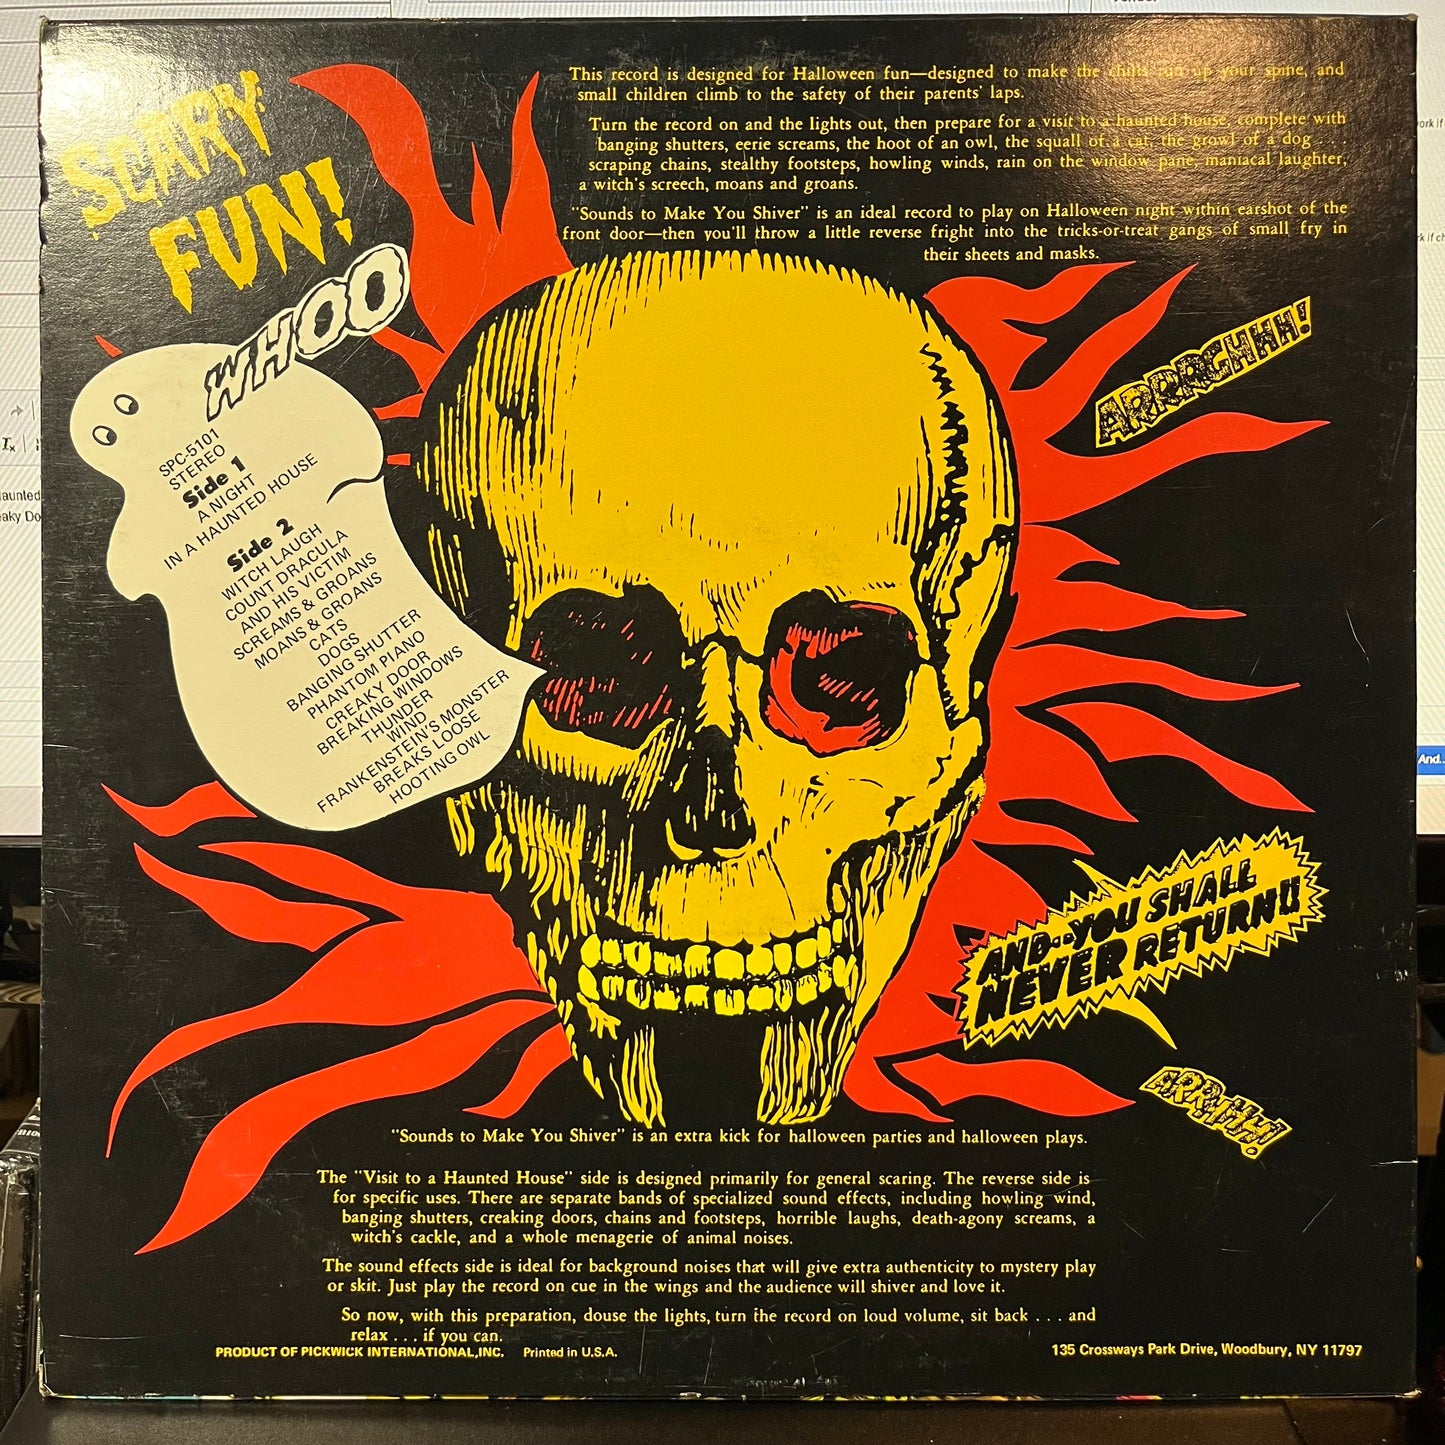 SCARY
FUN!
This record is designed for Halloween fun—designed to make the chills run up your spine, and
small children climb to the safety of their parents' laps.
Turn the record on and the lights out, then prepare for a visit to a haunted house, complete with
banging shutters, eerie screams, the hoot of an owl, the squall of a cat, the growl of a dog . . .
scraping chains, stealthy footsteps, howling winds, rain on the window pane, maniacal laughter,
a witch's screech, moans and groans.
"Sounds to Make You Shiver" is an ideal record to play on Halloween night within earshot of the
front door—then you'll throw a little reverse fright into the tricks-or-treat gangs of small fry in
their sheets and masks.
WHOO
ARRRGHHH!
SPC-5101
STEREO
Side 1
A NIGHT
IN A HAUNTED HOUSE
Side 2
WITCH LAUGH
COUNT DRACULA
AND HIS VICTIM
SCREAMS & GROANS
MOANS & GROANS
CATS
DOGS
BANGING SHUTTER
PHANTOM PIANO
CREAKY DOOR
BREAKING WINDOWS
THUNDER
WIND
FRANKENSTEIN'S MONSTER
BREAKS LOOSE
HOOTING OWL
And..
AND...YOU SHALL
NEVER RETURN!!
"Sounds to Make You Shiver" is an extra kick for halloween parties and halloween plays.
The "Visit to a Haunted House" side is designed primarily for general scaring. The reverse side is
for specific uses. There are separate bands of specialized sound effects, including howling wind,
banging shutters, creaking doors, chains and footsteps, horrible laughs, death-agony screams, a
witch's cackle, and a whole menagerie of animal noises.
The sound effects side is ideal for background noises that will give extra authenticity to mystery play
or skit. Just play the record on cue in the wings and the audience will shiver and love it.
So now, with this preparation, douse the lights, turn the record on loud volume, sit back . . . and
relax . . . if you can.
PRODUCT OF PICKWICK INTERNATIONAL, INC. Printed in U.S.A.
135 Crossways Park Drive, Woodbury, NY 11797